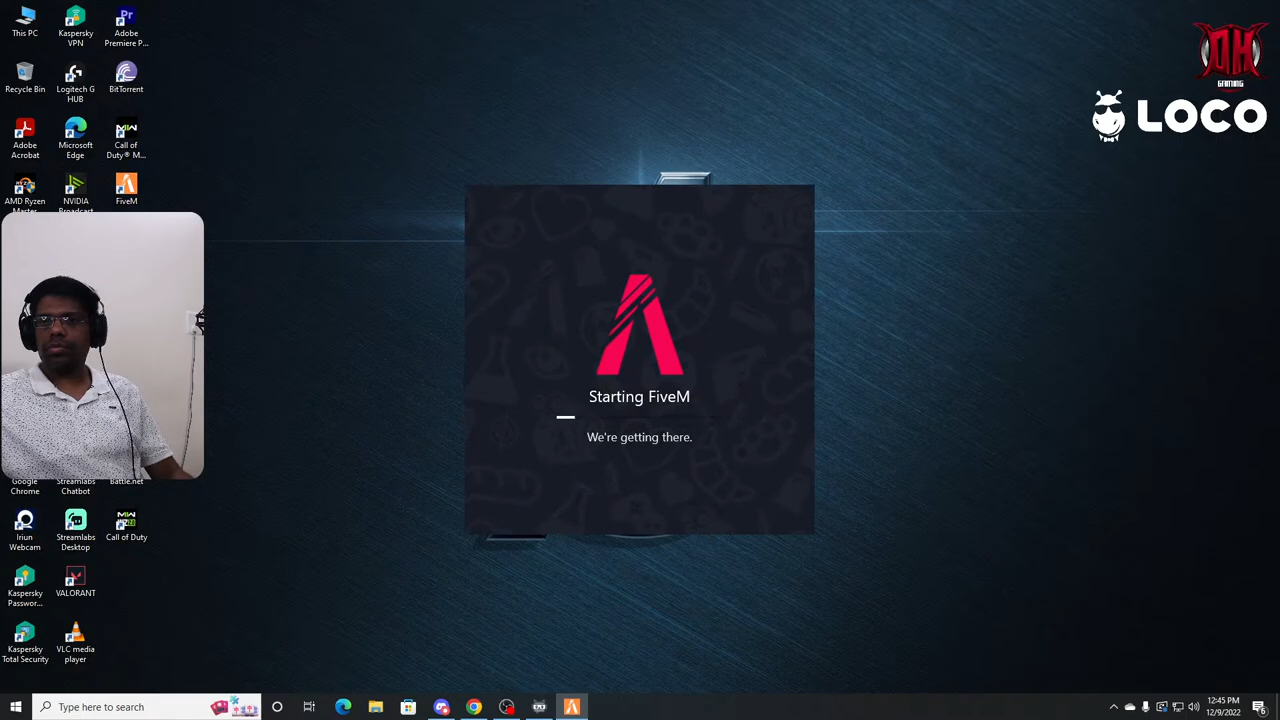 This PC
Kaspersky
VPN
Adobe
Premiere P...
Recycle Bin
Logitech G
HUB
BitTorrent
Adobe
Acrobat
Microsoft
Edge
Call of
Duty® M...
AMD Ryzen
Master
NVIDIA
Broadcast
FiveM
GAMING
LOCO
Starting FiveM
We're getting there.
Google
Chrome
Streamlabs
Chatbot
Battle.net
Iriun
Webcam
Streamlabs
Desktop
Call of Duty
Kaspersky
Passwor...
VALORANT
Kaspersky
Total Security
VLC media
player
Type here to search
12:45 PM
12/9/2022
6